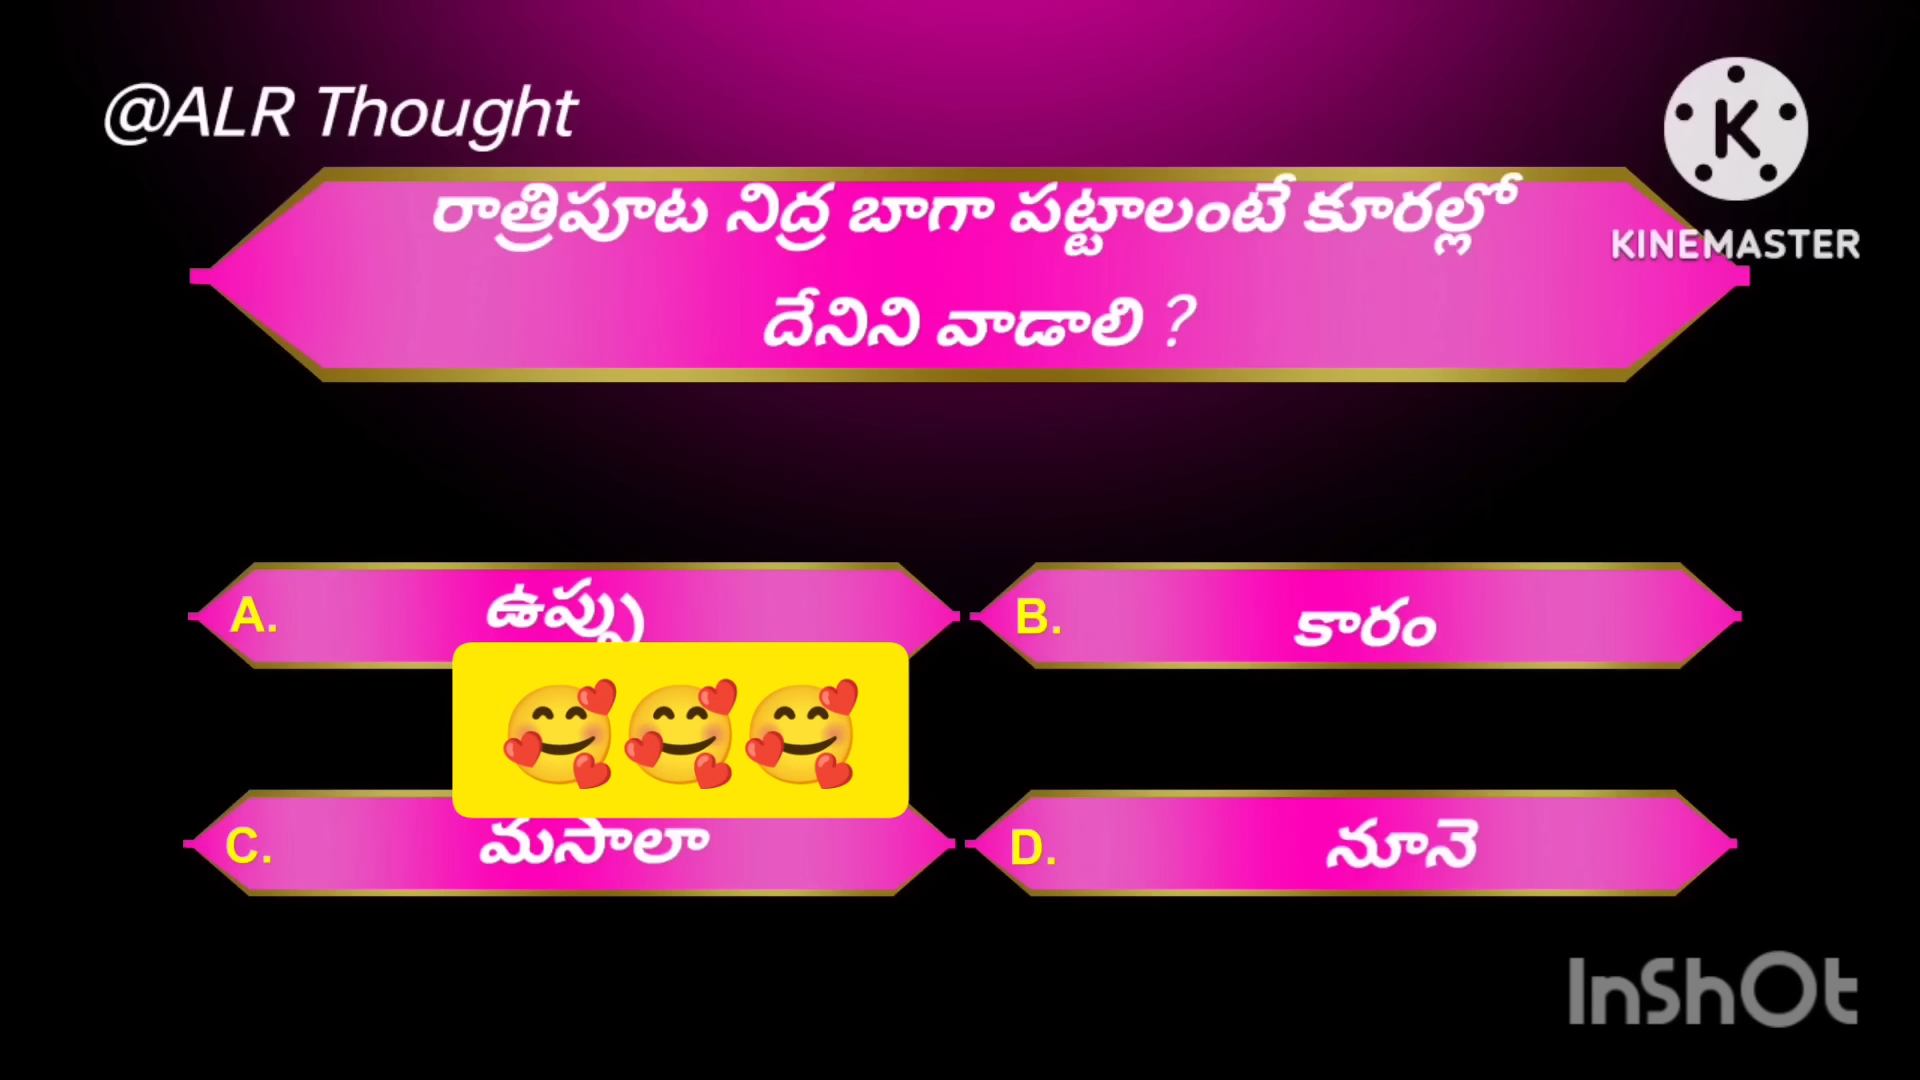 @ALR Thought
K
KINEMASTER
రాత్రిపూట నిద్ర బాగా పట్టాలంటే కూరల్లో
దేనిని వాడాలి ?
A. ఉప్పు
B. కారం
C. మసాలా
D. నూనె
InShOt